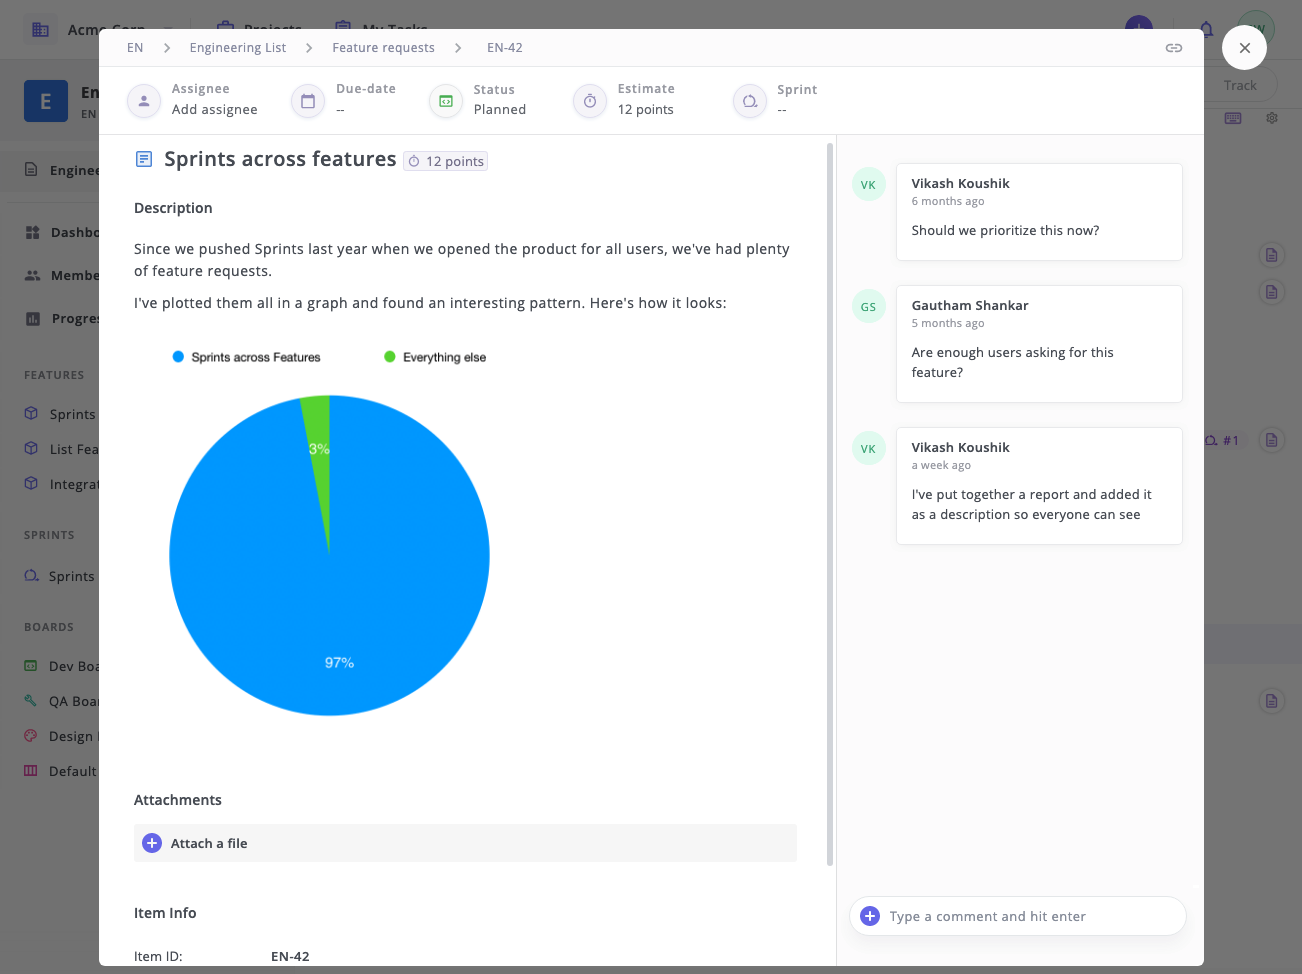 Acme Corp
Projects
My Tasks
EN
Engineering List
Feature requests
EN-42
Assignee
Add assignee
Due-date
--
Status
Planned
Estimate
12 points
Sprint
--
E
EN
Track
Sprints across features
12 points
Description
Since we pushed Sprints last year when we opened the product for all users, we've had plenty
of feature requests.
I've plotted them all in a graph and found an interesting pattern. Here's how it looks:
Sprints across Features
Everything else
3%
97%
Attachments
Attach a file
Item Info
Item ID:
EN-42
VK
Vikash Koushik
6 months ago
Should we prioritize this now?
GS
Gautham Shankar
5 months ago
Are enough users asking for this
feature?
VK
Vikash Koushik
a week ago
I've put together a report and added it
as a description so everyone can see
Type a comment and hit enter
FEATURES
Sprints
List Fea
Integrat
SPRINTS
Sprints
BOARDS
Dev Boa
QA Boar
Design
Default
Enginee
Dashbo
Membe
Progres
#1